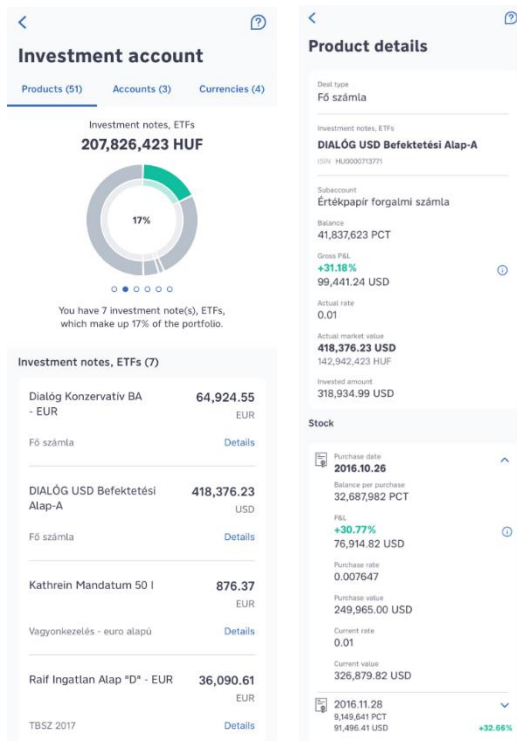 Investment account
Products (51) Accounts (3) Currencies (4)
Investment notes, ETFs
207,826,423 HUF
17%
You have 7 investment note(s), ETFs,
which make up 17% of the portfolio.
Investment notes, ETFs (7)
Dialóg Konzervatív BA 64,924.55
- EUR EUR
Fő számla Details
DIALÓG USD Befektetési 418,376.23
Alap-A USD
Fő számla Details
Kathrein Mandatum 50 I 876.37
EUR
Vagyonkezelés - euro alapú Details
Raif Ingatlan Alap "D" - EUR 36,090.61
EUR
TBSZ 2017 Details
Product details
Deal type
Fő számla
Investment notes, ETFs
DIALÓG USD Befektetési Alap-A
ISIN HU0000713771
Subaccount
Értékpapír forgalmi számla
Balance
41,837,623 PCT
Gross P&L
+31.18%
99,441.24 USD
Actual rate
0.01
Actual market value
418,376.23 USD
142,942,423 HUF
Invested amount
318,934.99 USD
Stock
Purchase date
2016.10.26
Balance per purchase
32,687,982 PCT
P&L
+30.77%
76,914.82 USD
Purchase rate
0.007647
Purchase value
249,965.00 USD
Current rate
0.01
Current value
326,879.82 USD
2016.11.28
9,149,641 PCT
91,496.41 USD +32.66%